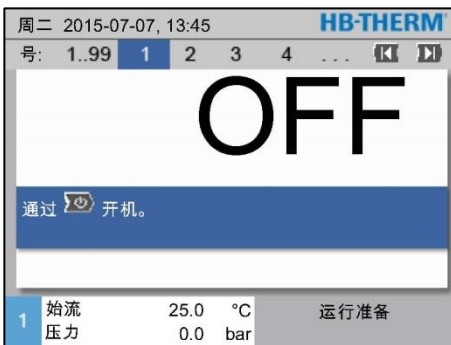 周二 2015-07-07, 13:45 HB-THERM
号: 1..99 1 2 3 4 ...
OFF
通过 开机。
1 始流 25.0 °C 运行准备
压力 0.0 bar